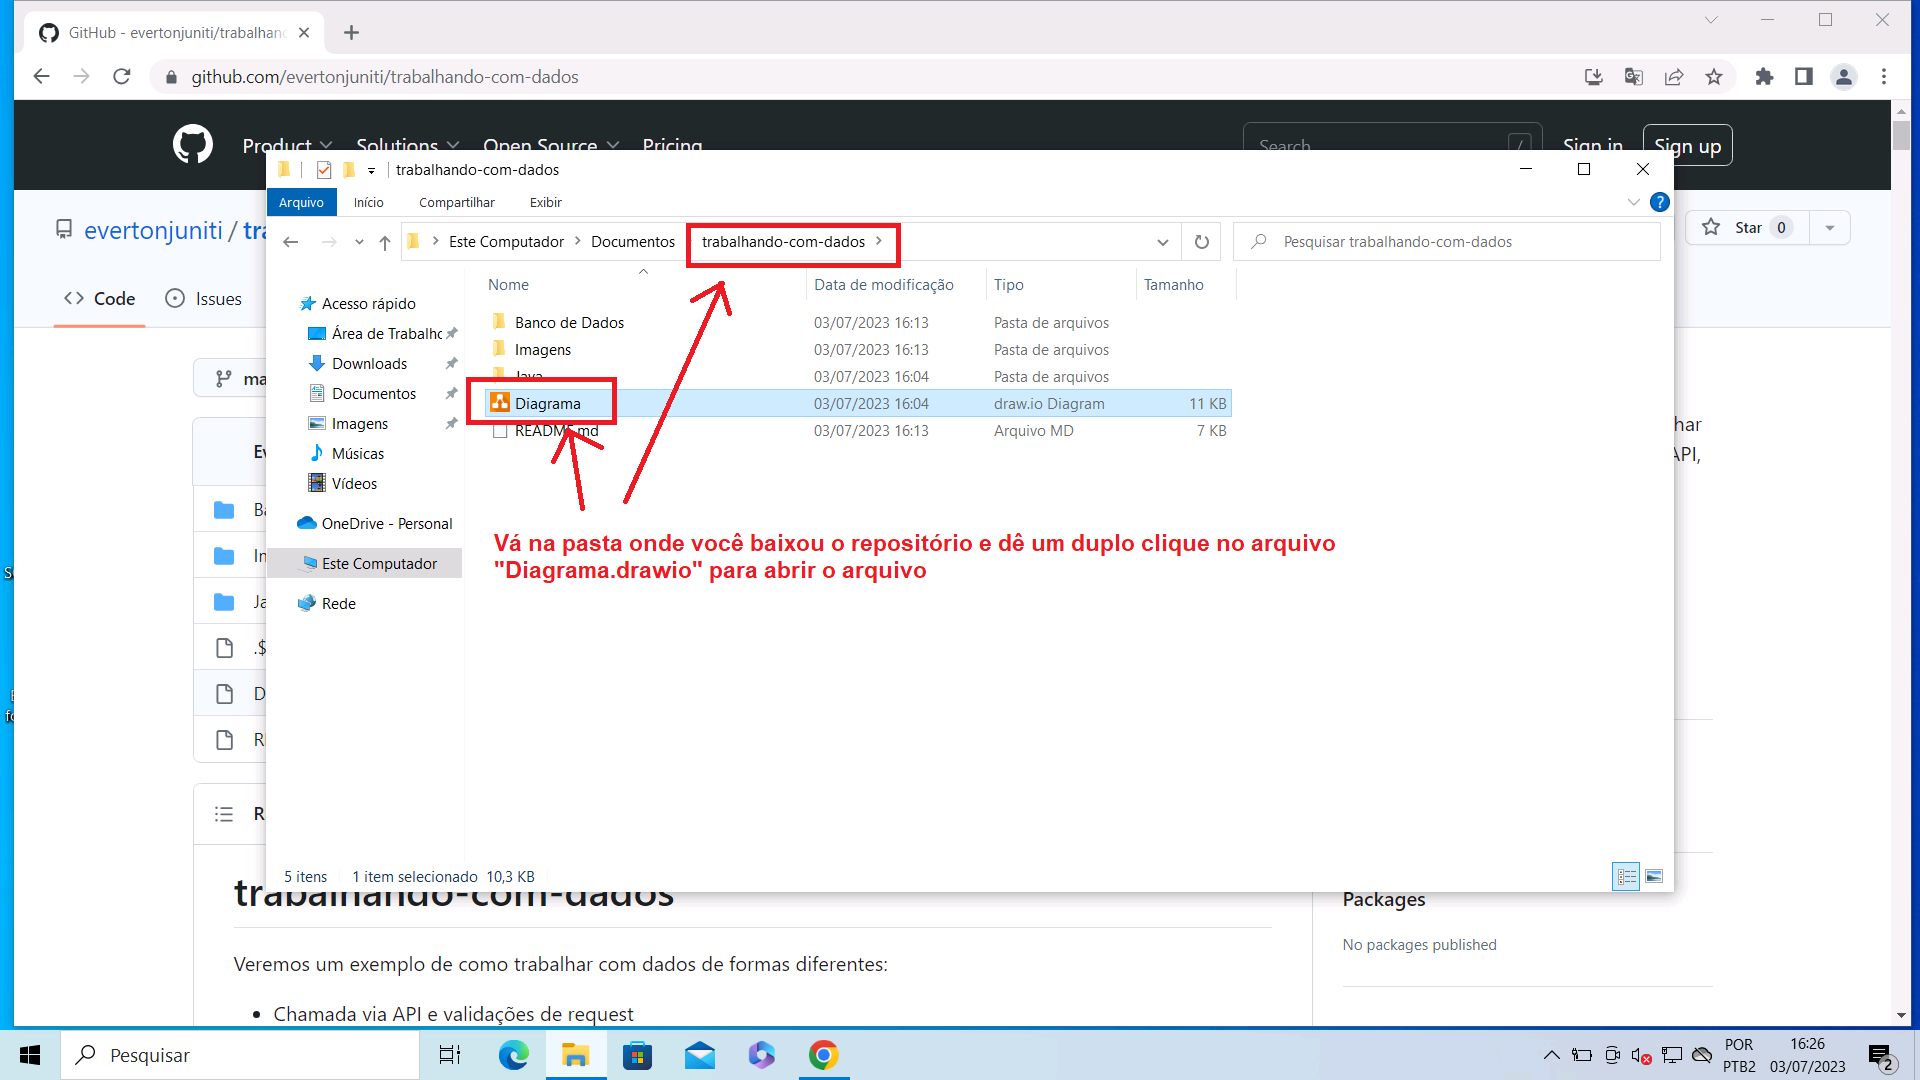 GitHub - evertonjuniti/trabalhand
github.com/evertonjuniti/trabalhando-com-dados
Product Solutions Open Source Pricing Search / Sign in Sign up
trabalhando-com-dados
Arquivo Início Compartilhar Exibir ?
evertonjuniti / tra
Star 0
Este Computador Documentos trabalhando-com-dados
Pesquisar trabalhando-com-dados
Code Issues
Nome Data de modificação Tipo Tamanho
Acesso rápido
Área de Trabalho
Downloads
Documentos
Imagens
Músicas
Vídeos
OneDrive - Personal
Este Computador
Rede
Banco de Dados 03/07/2023 16:13 Pasta de arquivos
Imagens 03/07/2023 16:13 Pasta de arquivos
Java 03/07/2023 16:04 Pasta de arquivos
Diagrama 03/07/2023 16:04 draw.io Diagram 11 KB
README.md 03/07/2023 16:13 Arquivo MD 7 KB
Vá na pasta onde você baixou o repositório e dê um duplo clique no arquivo
"Diagrama.drawio" para abrir o arquivo
ma
Ev
Ba
In
Ja
.$
D
R
R
har
API,
5 itens 1 item selecionado 10,3 KB
trabalhando-com-dados
Veremos um exemplo de como trabalhar com dados de formas diferentes:
• Chamada via API e validações de request
Packages
No packages published
Pesquisar
POR
PTB2
16:26
03/07/2023
2